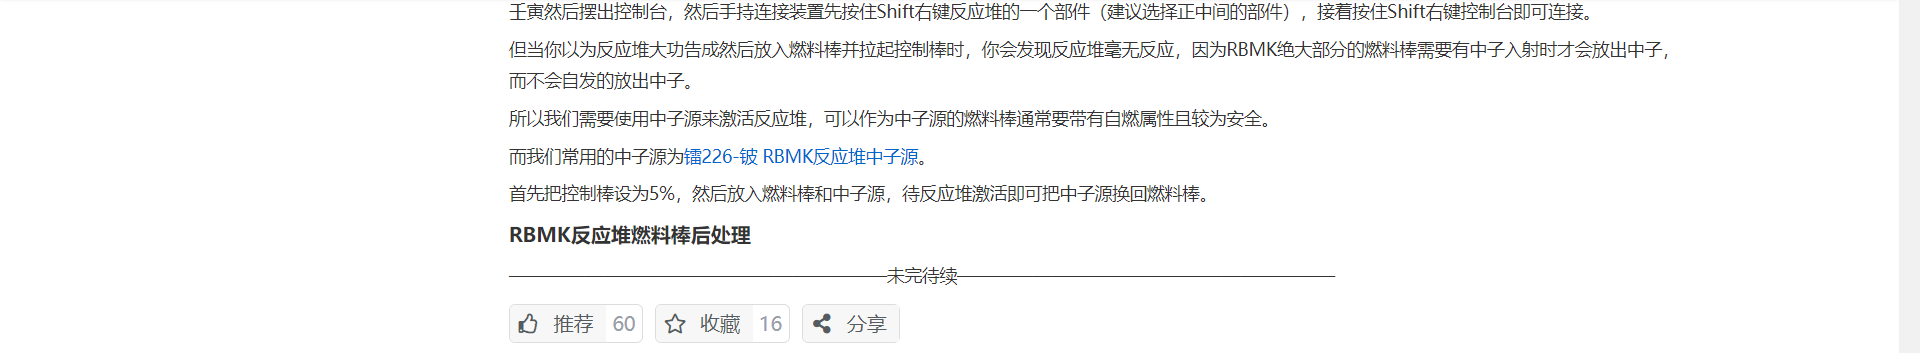 壬寅然后摆出控制台，然后手持连接装置先按住Shift右键反应堆的一个部件（建议选择正中间的部件），接着按住Shift右键控制台即可连接。
但当你以为反应堆大功告成然后放入燃料棒并拉起控制棒时，你会发现反应堆毫无反应，因为RBMK绝大部分的燃料棒需要有中子入射时才会放出中子，
而不会自发的放出中子。
所以我们需要使用中子源来激活反应堆，可以作为中子源的燃料棒通常要带有自燃属性且较为安全。
而我们常用的中子源为镭226-铍 RBMK反应堆中子源。
首先把控制棒设为5%，然后放入燃料棒和中子源，待反应堆激活即可把中子源换回燃料棒。
RBMK反应堆燃料棒后处理
——————————————————————未完待续——————————————————————
推荐 60 收藏 16 分享